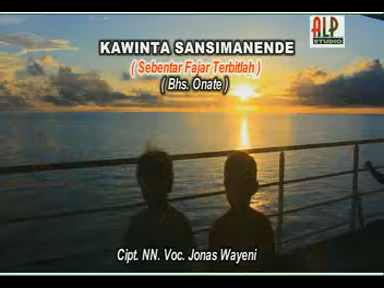 ALP
STUDIO
KAWINTA SANSIMANENDE
( Sebentar Fajar Terbitlah )
( Bhs. Onate )
Cipt. NN. Voc. Jonas Wayeni